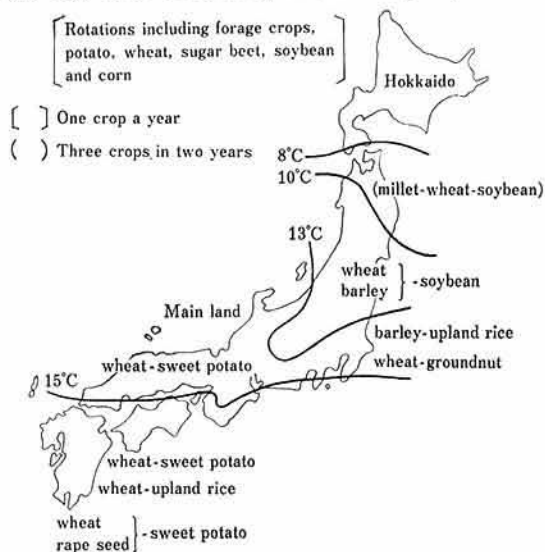 Rotations including forage crops,
potato, wheat, sugar beet, soybean
and corn
Hokkaido
[ ] One crop a year
( ) Three crops in two years
8°C
10°C
(millet-wheat-soybean)
13°C
wheat
barley } -soybean
Main land
barley-upland rice
wheat-sweet potato
wheat-groundnut
15°C
wheat-sweet potato
wheat-upland rice
wheat
rape seed } -sweet potato